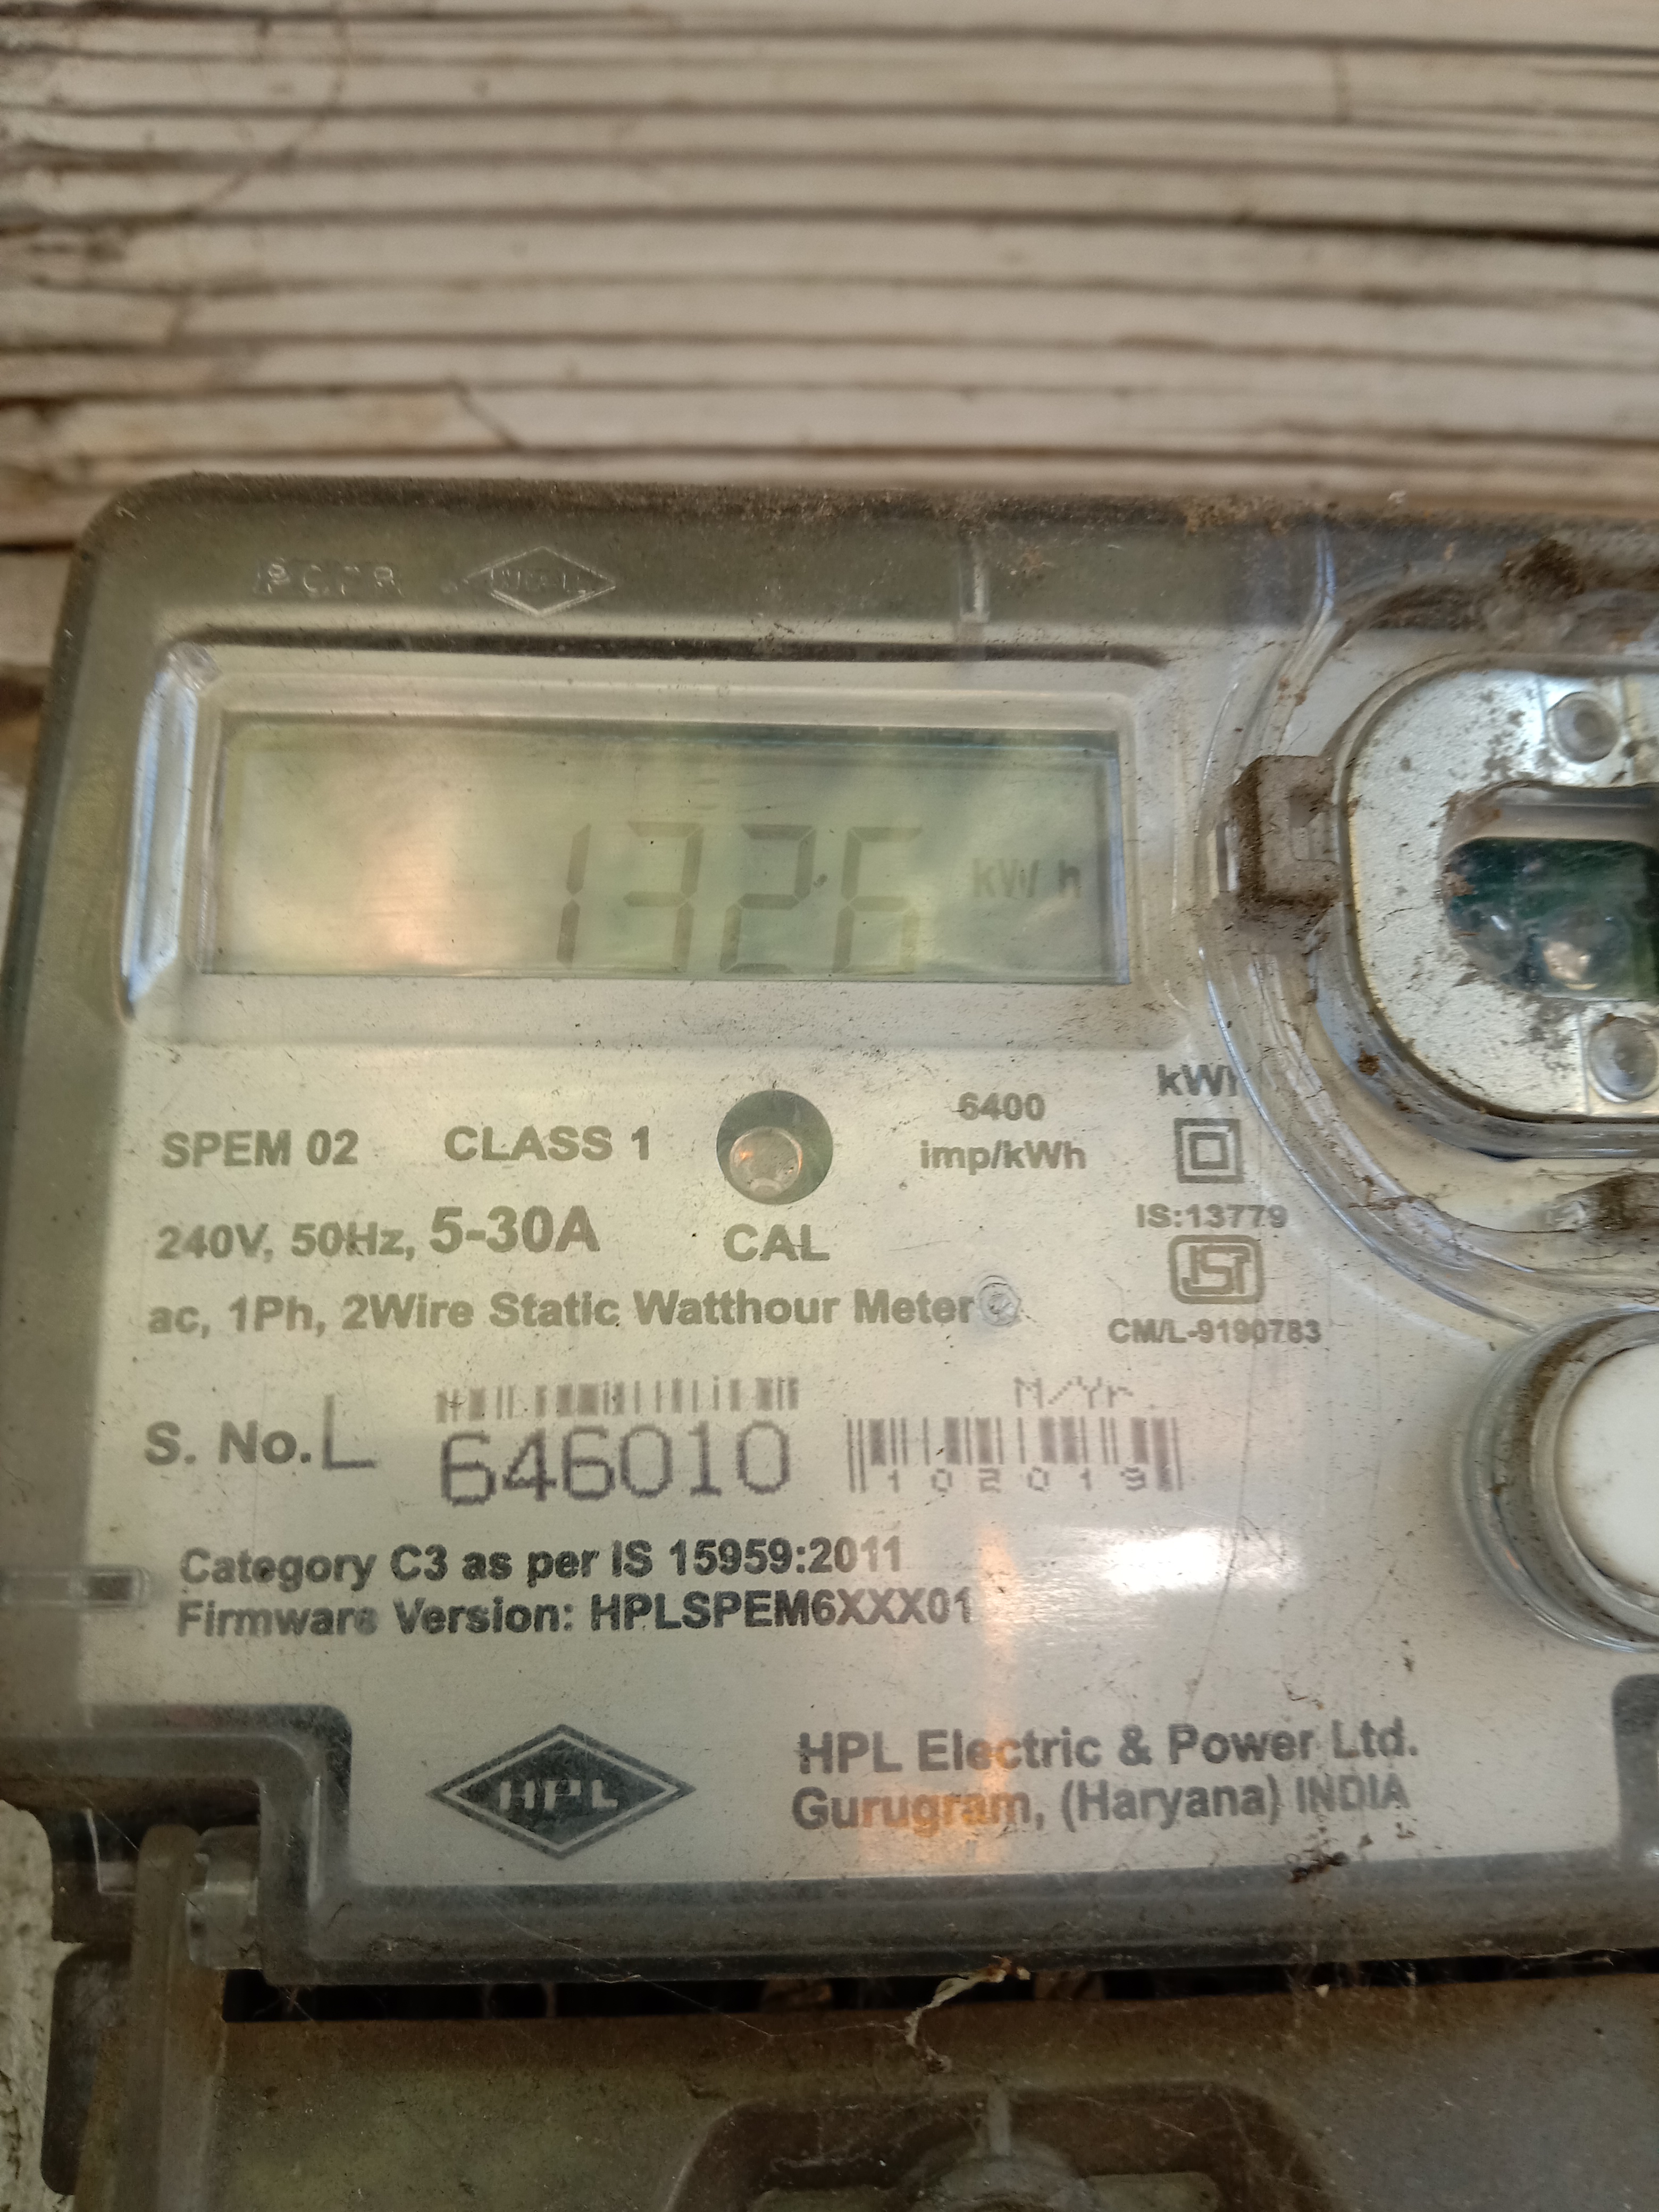 1326 kWh
SPEM 02 CLASS 1
6400
imp/kWh
kWh
240V, 50Hz, 5-30A
CAL
IS:13779
ac, 1Ph, 2Wire Static Watthour Meter
CM/L-9190783
M/Yr
S. No. L 646010
102019
Category C3 as per IS 15959:2011
Firmware Version: HPLSPEM6XXX01
HPL
HPL Electric & Power Ltd.
Gurugram, (Haryana) INDIA